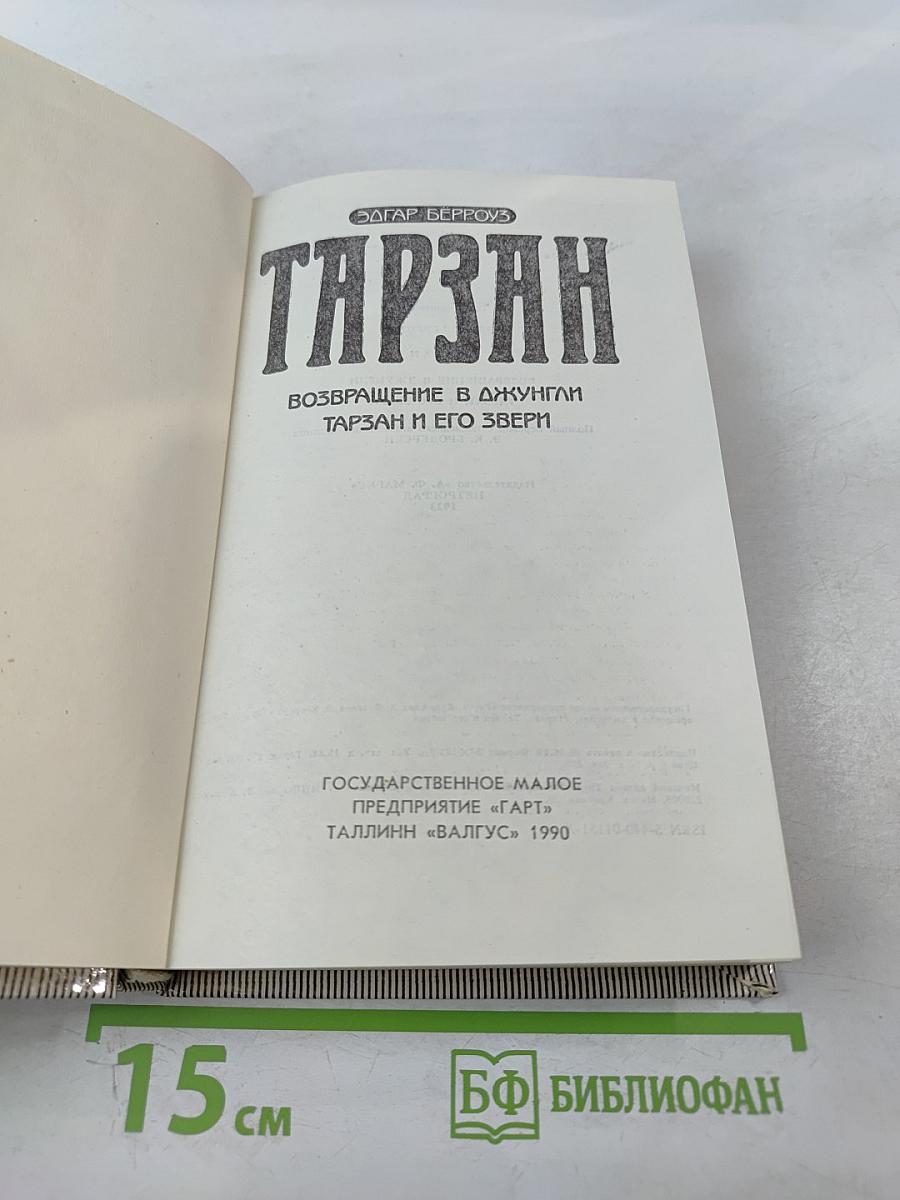 ЭДГАР БЕРРОУЗ
ТАРЗАН
ВОЗВРАЩЕНИЕ В ДЖУНГЛИ
ТАРЗАН И ЕГО ЗВЕРИ
ГОСУДАРСТВЕННОЕ МАЛОЕ
ПРЕДПРИЯТИЕ «ГАРТ»
ТАЛЛИНН «ВАЛГУС» 1990
15 см
БФ БИБЛИОФАН